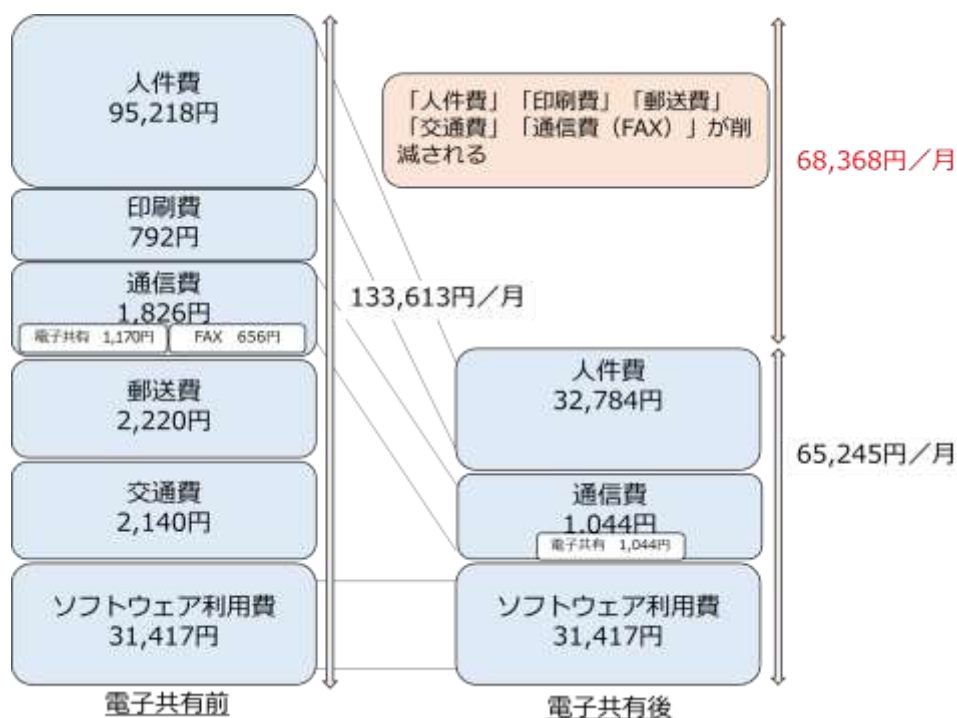 人件費
95,218円
印刷費
792円
通信費
1,826円
電子共有 1,170円
FAX 656円
郵送費
2,220円
交通費
2,140円
ソフトウェア利用費
31,417円
電子共有前
133,613円／月
「人件費」「印刷費」「郵送費」
「交通費」「通信費（FAX）」が削
減される
68,368円／月
人件費
32,784円
通信費
1,044円
電子共有 1,044円
ソフトウェア利用費
31,417円
電子共有後
65,245円／月